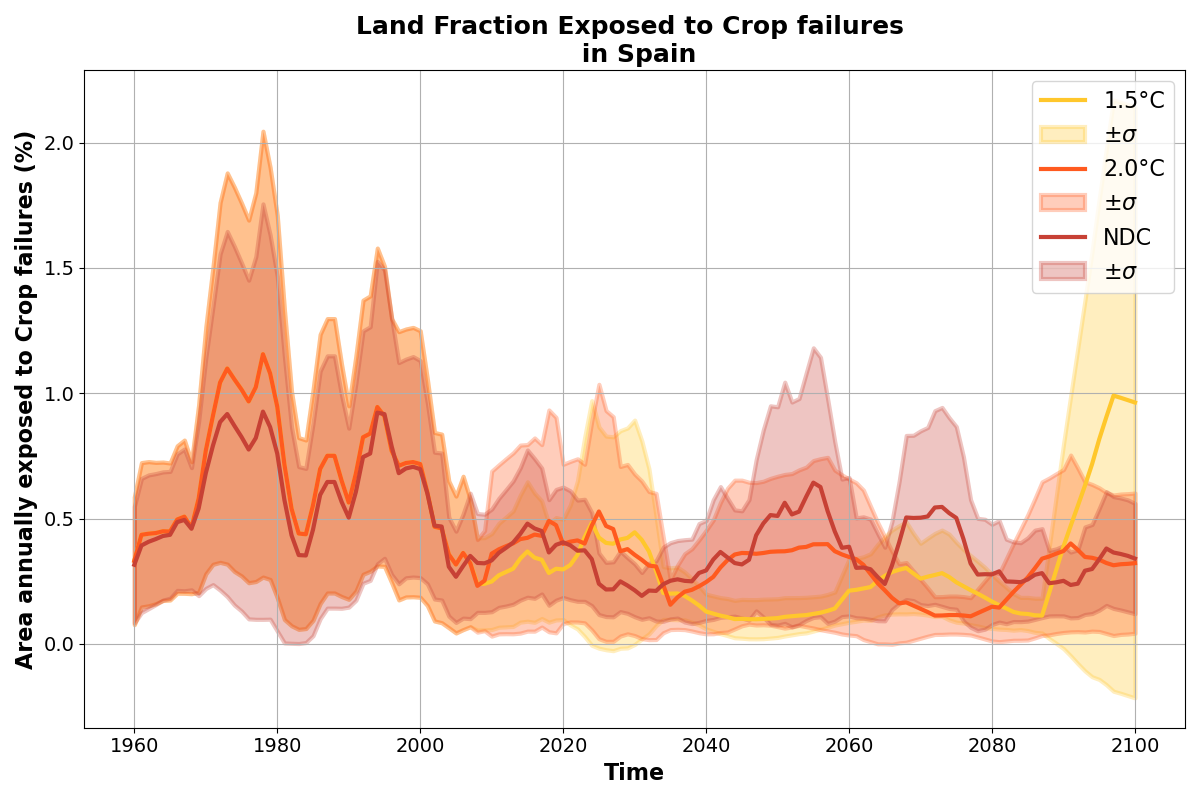 Land Fraction Exposed to Crop failures
in Spain
Area annually exposed to Crop failures (%)
2.0
1.5
1.0
0.5
0.0
1960 1980 2000 2020 2040 2060 2080 2100
Time
1.5°C
±σ
2.0°C
±σ
NDC
±σ